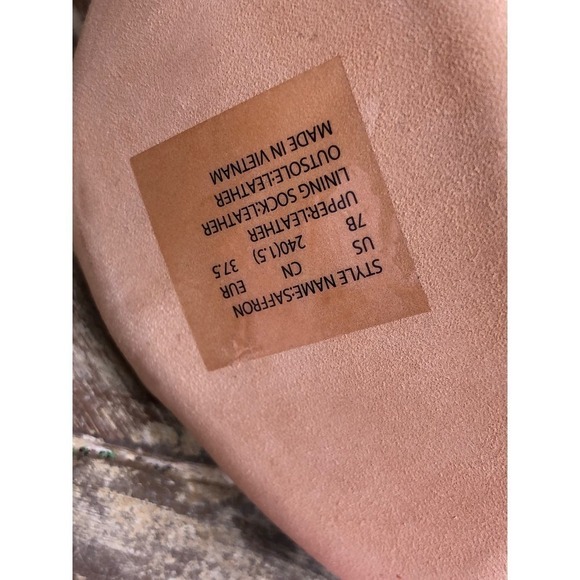 STYLE NAME:SAFFRON
US CN EUR
7B 240(1.5) 37.5
UPPER:LEATHER
LINING SOCK:LEATHER
OUTSOLE:LEATHER
MADE IN VIETNAM